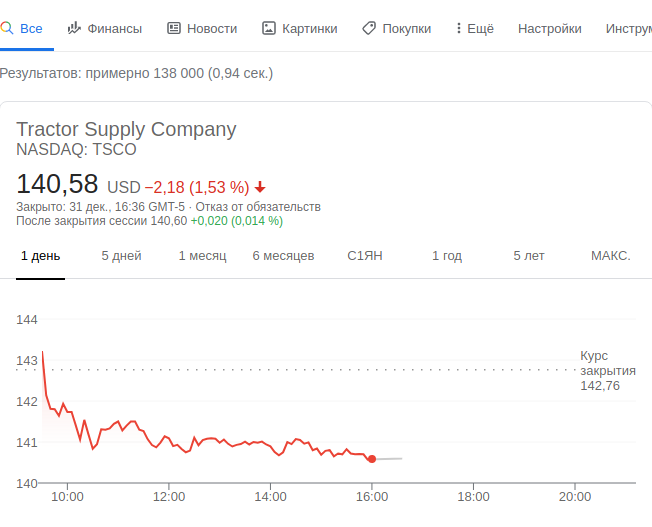 Все Финансы Новости Картинки Покупки Ещё Настройки Инструм
Результатов: примерно 138 000 (0,94 сек.)
Tractor Supply Company
NASDAQ: TSCO
140,58 USD −2,18 (1,53 %)
Закрыто: 31 дек., 16:36 GMT-5 · Отказ от обязательств
После закрытия сессии 140,60 +0,020 (0,014 %)
1 день 5 дней 1 месяц 6 месяцев С1ЯН 1 год 5 лет МАКС.
144
143
142
141
140
Курс
закрытия
142,76
10:00 12:00 14:00 16:00 18:00 20:00